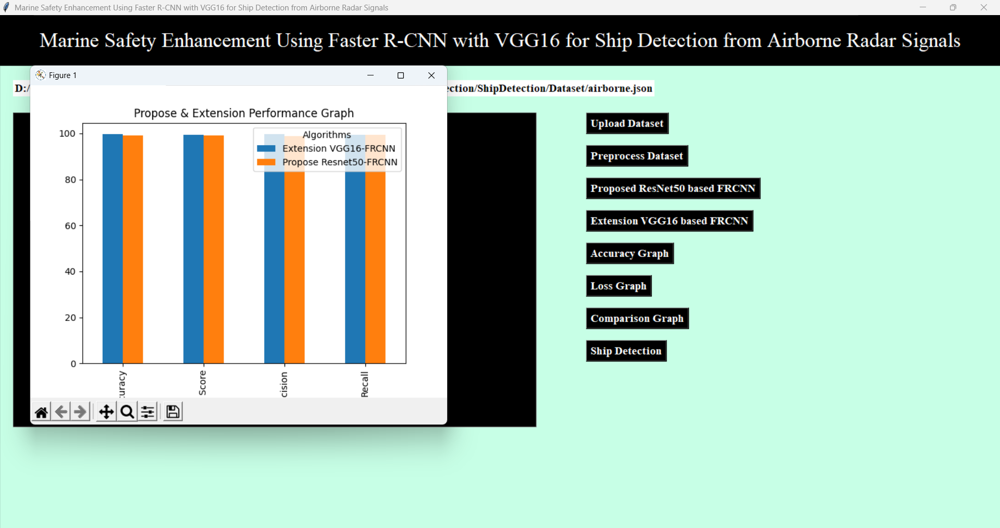 Marine Safety Enhancement Using Faster R-CNN with VGG16 for Ship Detection from Airborne Radar Signals
Marine Safety Enhancement Using Faster R-CNN with VGG16 for Ship Detection from Airborne Radar Signals
Figure 1
D:/
ction/ShipDetection/Dataset/airborne.json
Propose & Extension Performance Graph
Algorithms
Extension VGG16-FRCNN
Propose Resnet50-FRCNN
100
80
60
40
20
0
curacy
Score
cision
Recall
Upload Dataset
Preprocess Dataset
Proposed ResNet50 based FRCNN
Extension VGG16 based FRCNN
Accuracy Graph
Loss Graph
Comparison Graph
Ship Detection